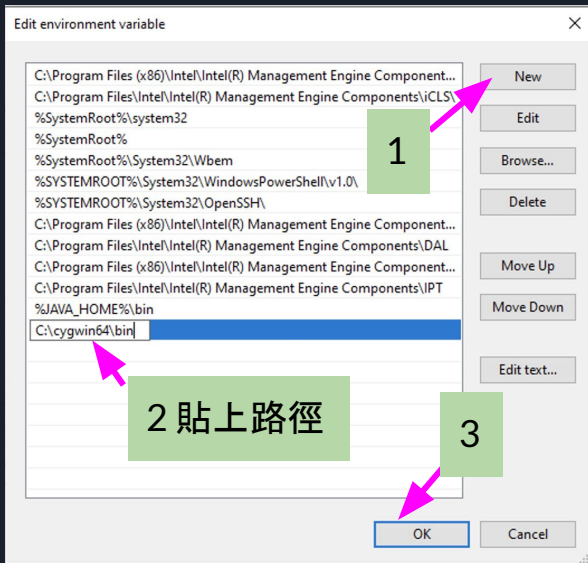 Edit environment variable
C:\Program Files (x86)\Intel\Intel(R) Management Engine Component...
C:\Program Files\Intel\Intel(R) Management Engine Components\iCLS\
%SystemRoot%\system32
%SystemRoot%
%SystemRoot%\System32\Wbem
%SYSTEMROOT%\System32\WindowsPowerShell\v1.0\
%SYSTEMROOT%\System32\OpenSSH\
C:\Program Files (x86)\Intel\Intel(R) Management Engine Component...
C:\Program Files\Intel\Intel(R) Management Engine Components\DAL
C:\Program Files (x86)\Intel\Intel(R) Management Engine Component...
C:\Program Files\Intel\Intel(R) Management Engine Components\IPT
%JAVA_HOME%\bin
C:\cygwin64\bin
New
Edit
Browse...
Delete
Move Up
Move Down
Edit text...
1
2 貼上路徑
3
OK
Cancel